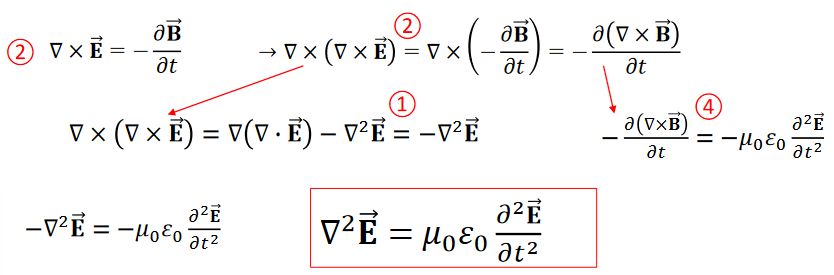 ② ∇ × E⃗ = −∂B⃗/∂t → ∇ × (∇ × E⃗) =② ∇ × (−∂B⃗/∂t) = −∂(∇ × B⃗)/∂t
∇ × (∇ × E⃗) = ∇(∇ · E⃗) − ∇²E⃗ =① −∇²E⃗
−∂(∇×B⃗)/∂t =④ −μ₀ε₀ ∂²E⃗/∂t²
−∇²E⃗ = −μ₀ε₀ ∂²E⃗/∂t²
∇²E⃗ = μ₀ε₀ ∂²E⃗/∂t²